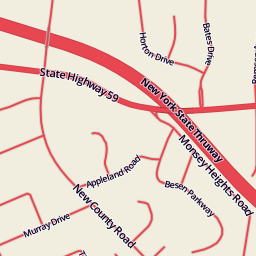 Horton Drive
Bates Drive
State Highway 59
New York State Thruway
Monsey Heights Road
Appleland Road
Besen Parkway
New County Road
Murray Drive